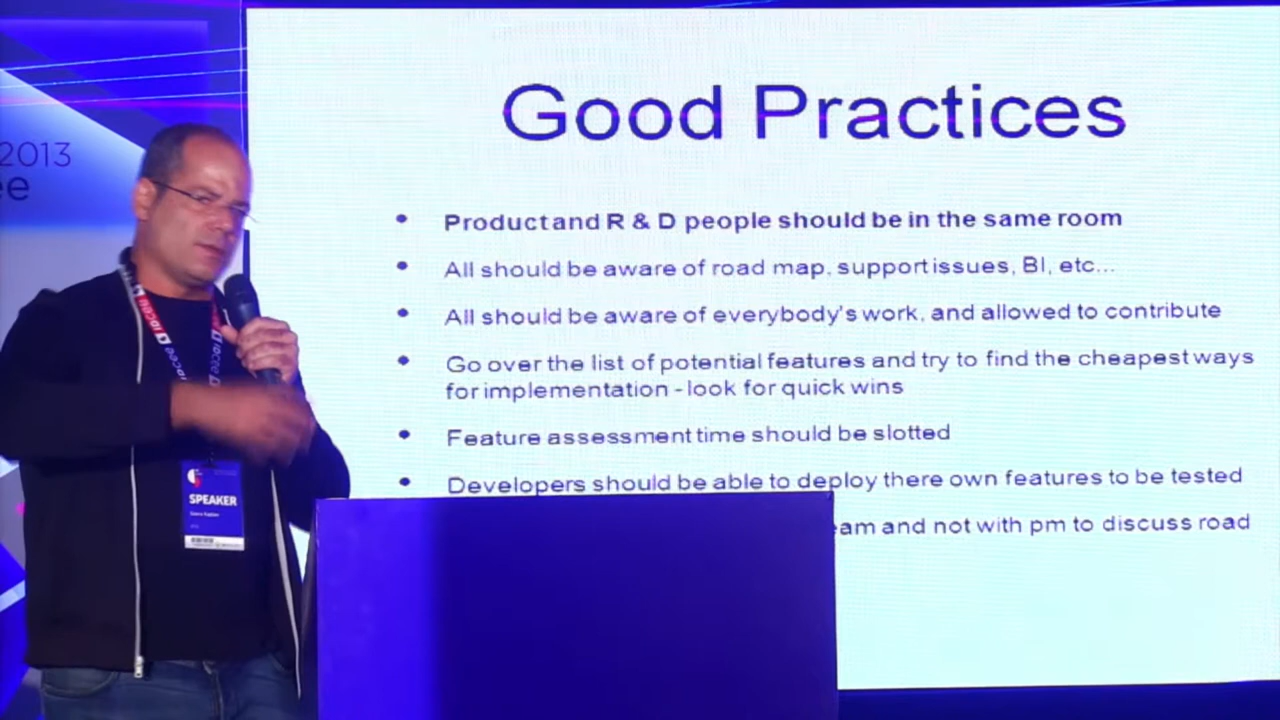 2013
ee
Good Practices
• Product and R & D people should be in the same room
• All should be aware of road map, support issues, BI, etc...
• All should be aware of everybody's work, and allowed to contribute
• Go over the list of potential features and try to find the cheapest ways
for implementation - look for quick wins
• Feature assessment time should be slotted
• Developers should be able to deploy there own features to be tested
eam and not with pm to discuss road
idcee
idcee
SPEAKER